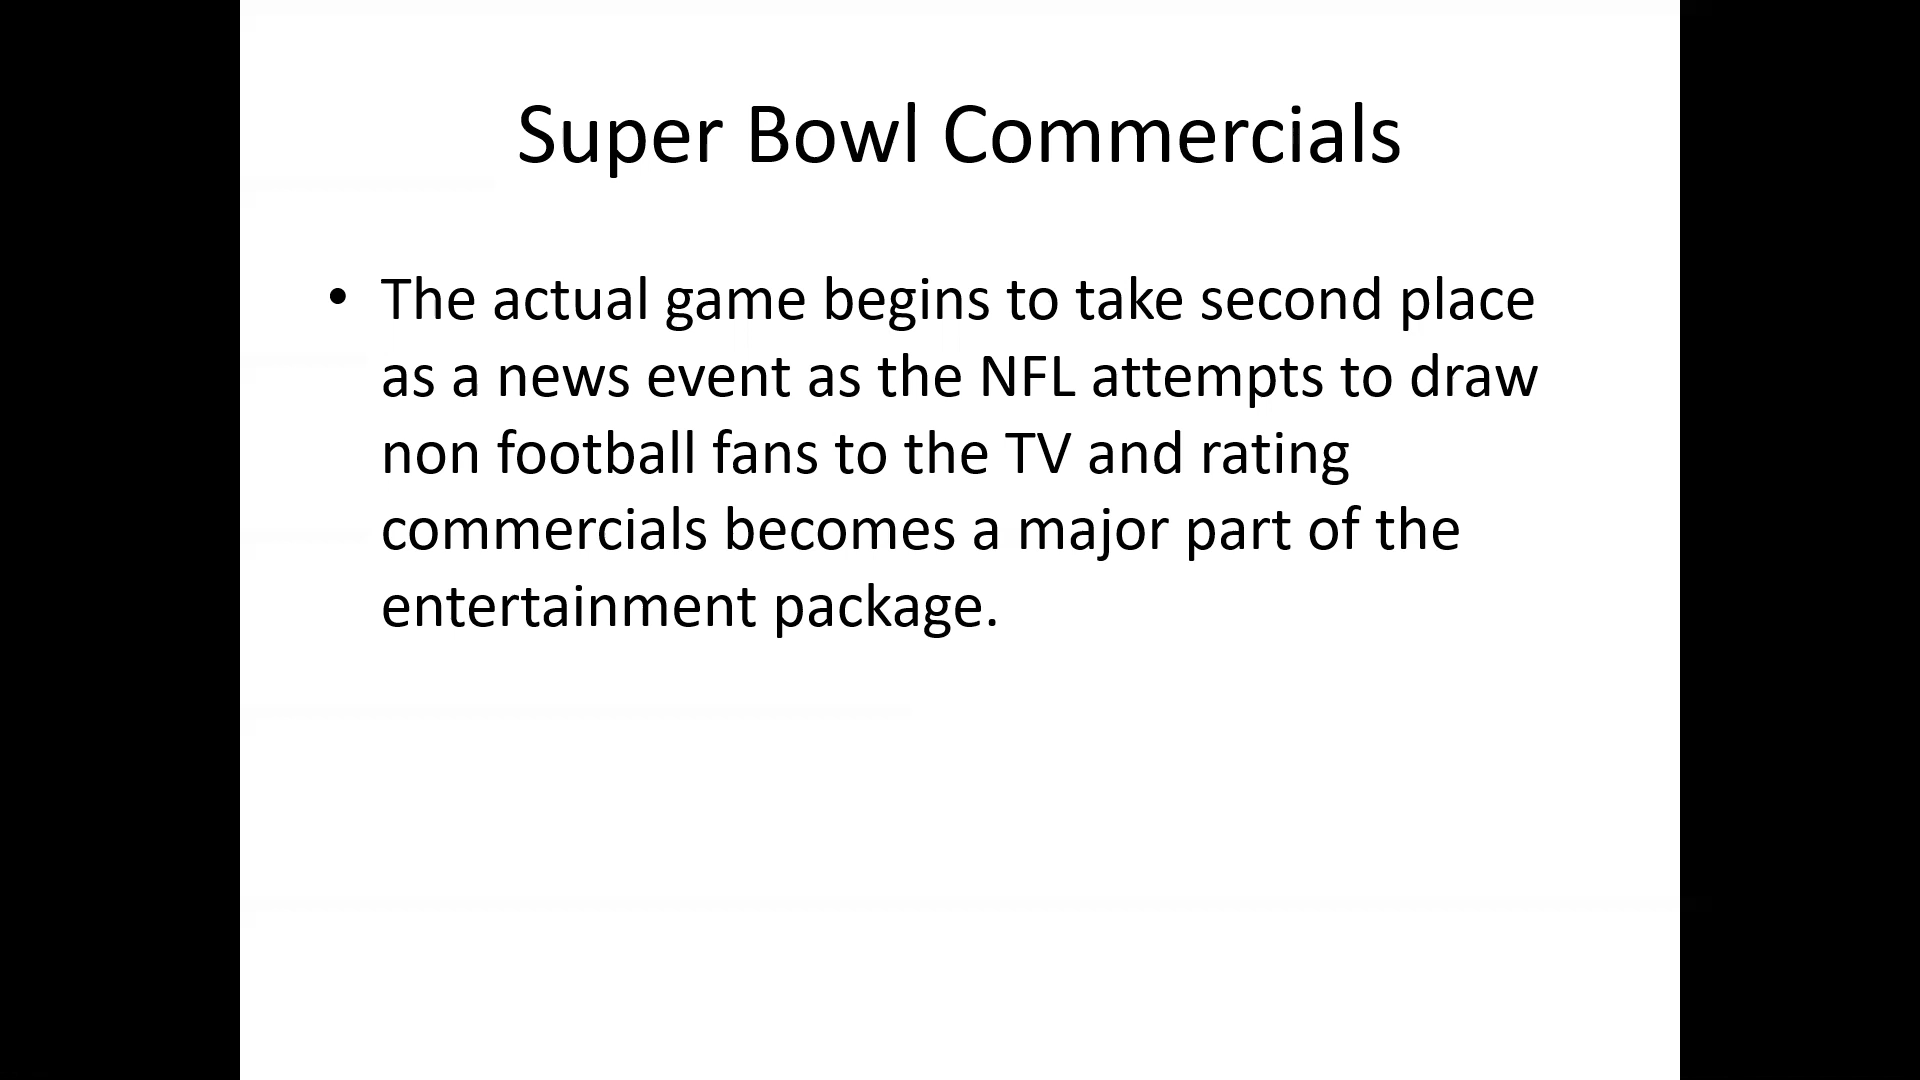 Super Bowl Commercials
• The actual game begins to take second place
as a news event as the NFL attempts to draw
non football fans to the TV and rating
commercials becomes a major part of the
entertainment package.